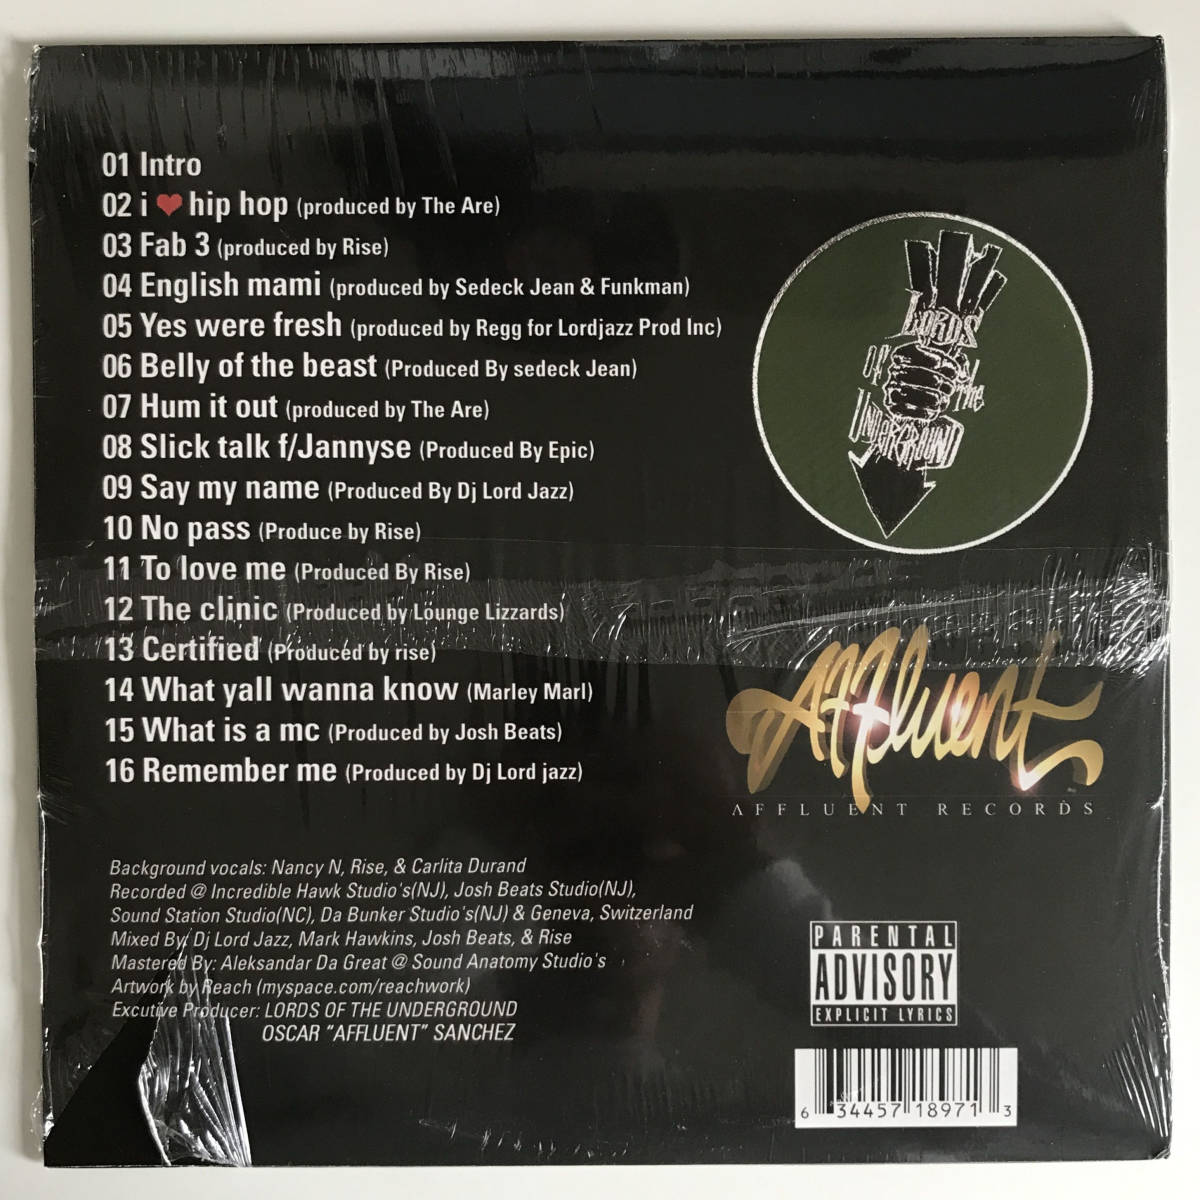 01 Intro
02 i ❤ hip hop (produced by The Are)
03 Fab 3 (produced by Rise)
04 English mami (produced by Sedeck Jean & Funkman)
05 Yes were fresh (produced by Regg for Lordjazz Prod Inc)
06 Belly of the beast (Produced By sedeck Jean)
07 Hum it out (produced by The Are)
08 Slick talk f/Jannyse (Produced By Epic)
09 Say my name (Produced By Dj Lord Jazz)
10 No pass (Produce by Rise)
11 To love me (Produced By Rise)
12 The clinic (Produced by Lounge Lizzards)
13 Certified (Produced by rise)
14 What yall wanna know (Marley Marl)
15 What is a mc (Produced by Josh Beats)
16 Remember me (Produced by Dj Lord jazz)
LORDS
Of The
UNDERGROUND
Affluent
AFFLUENT RECORDS
Background vocals: Nancy N, Rise, & Carlita Durand
Recorded @ Incredible Hawk Studio's(NJ), Josh Beats Studio(NJ),
Sound Station Studio(NC), Da Bunker Studio's(NJ) & Geneva, Switzerland
Mixed By: Dj Lord Jazz, Mark Hawkins, Josh Beats, & Rise
Mastered By: Aleksandar Da Great @ Sound Anatomy Studio's
Artwork by Reach (myspace.com/reachwork)
Excutive Producer: LORDS OF THE UNDERGROUND
OSCAR "AFFLUENT" SANCHEZ
PARENTAL
ADVISORY
EXPLICIT LYRICS
6 34457 18971 3